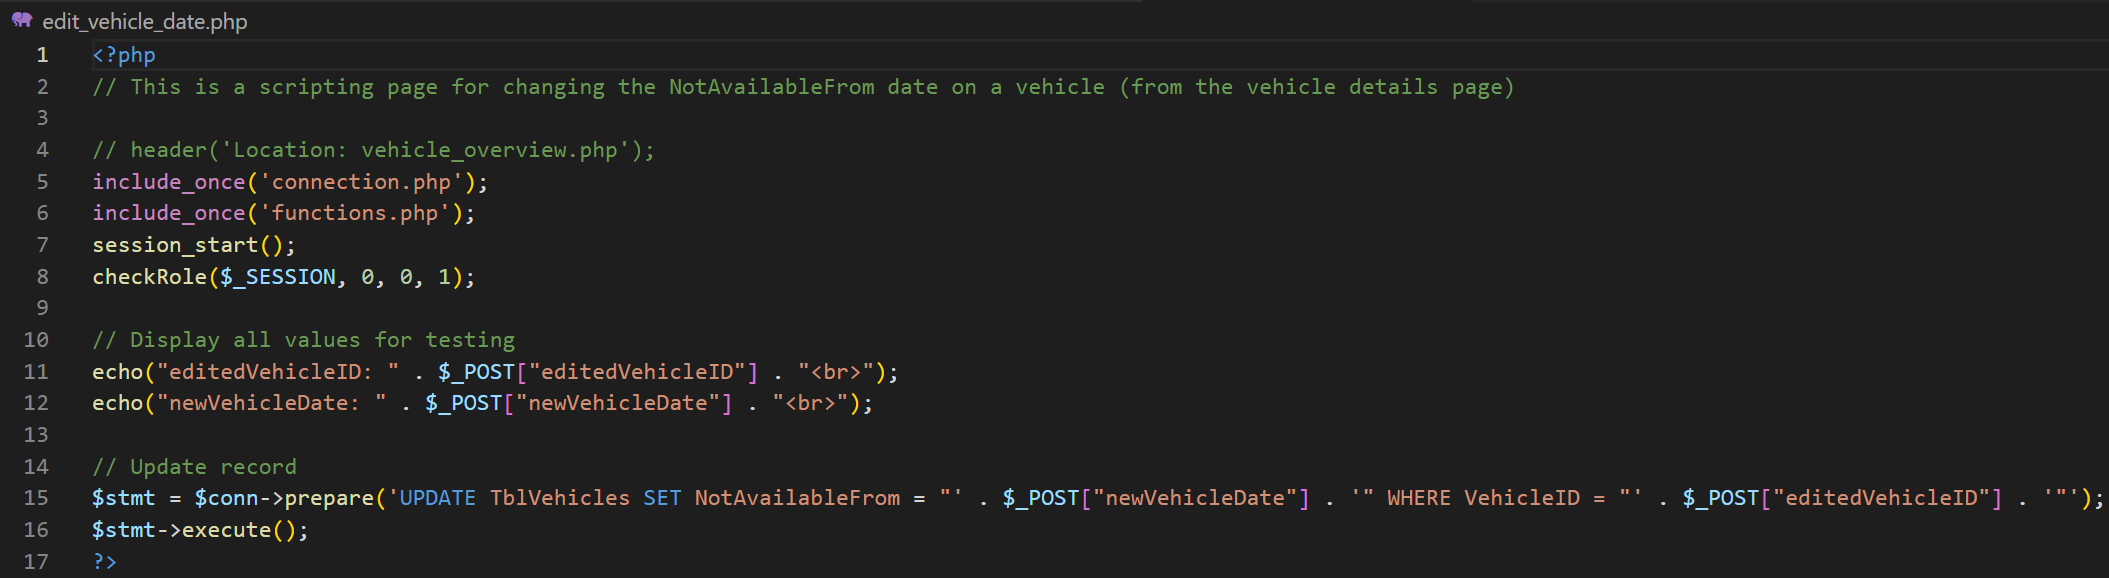 edit_vehicle_date.php
1 <?php
2 // This is a scripting page for changing the NotAvailableFrom date on a vehicle (from the vehicle details page)
3
4 // header('Location: vehicle_overview.php');
5 include_once('connection.php');
6 include_once('functions.php');
7 session_start();
8 checkRole($_SESSION, 0, 0, 1);
9
10 // Display all values for testing
11 echo("editedVehicleID: " . $_POST["editedVehicleID"] . "<br>");
12 echo("newVehicleDate: " . $_POST["newVehicleDate"] . "<br>");
13
14 // Update record
15 $stmt = $conn->prepare('UPDATE TblVehicles SET NotAvailableFrom = "' . $_POST["newVehicleDate"] . '" WHERE VehicleID = "' . $_POST["editedVehicleID"] . '"');
16 $stmt->execute();
17 ?>